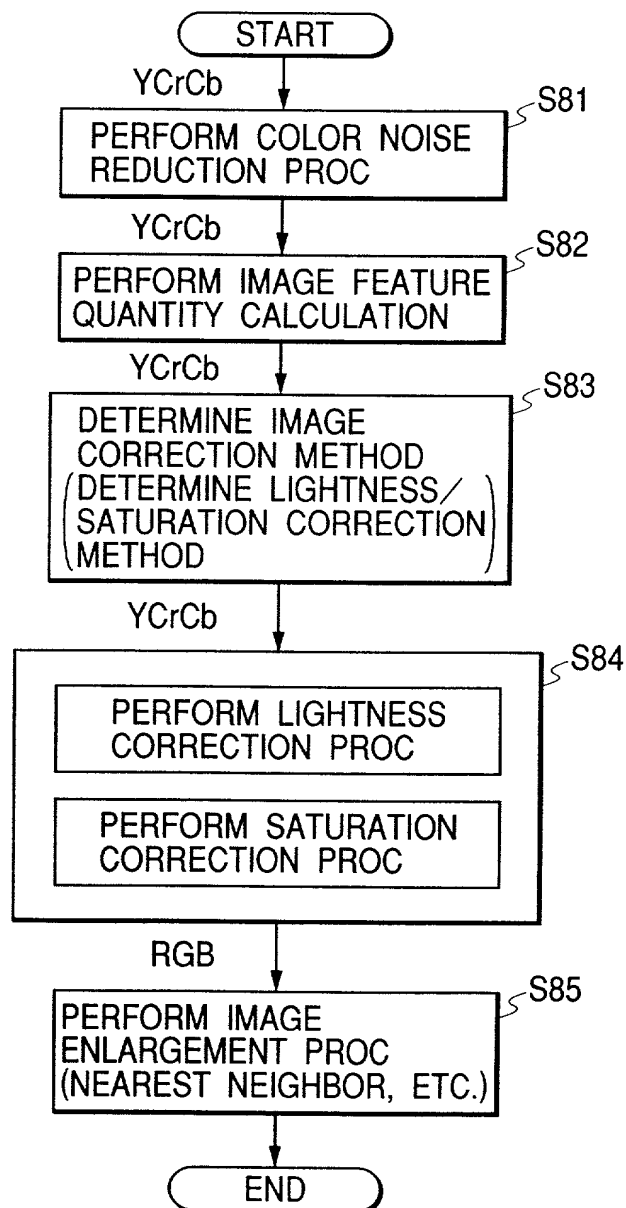 START
YCrCb
S81
PERFORM COLOR NOISE
REDUCTION PROC
YCrCb
S82
PERFORM IMAGE FEATURE
QUANTITY CALCULATION
YCrCb
S83
DETERMINE IMAGE
CORRECTION METHOD
(DETERMINE LIGHTNESS/
SATURATION CORRECTION
METHOD)
YCrCb
S84
PERFORM LIGHTNESS
CORRECTION PROC
PERFORM SATURATION
CORRECTION PROC
RGB
S85
PERFORM IMAGE
ENLARGEMENT PROC
(NEAREST NEIGHBOR, ETC.)
END